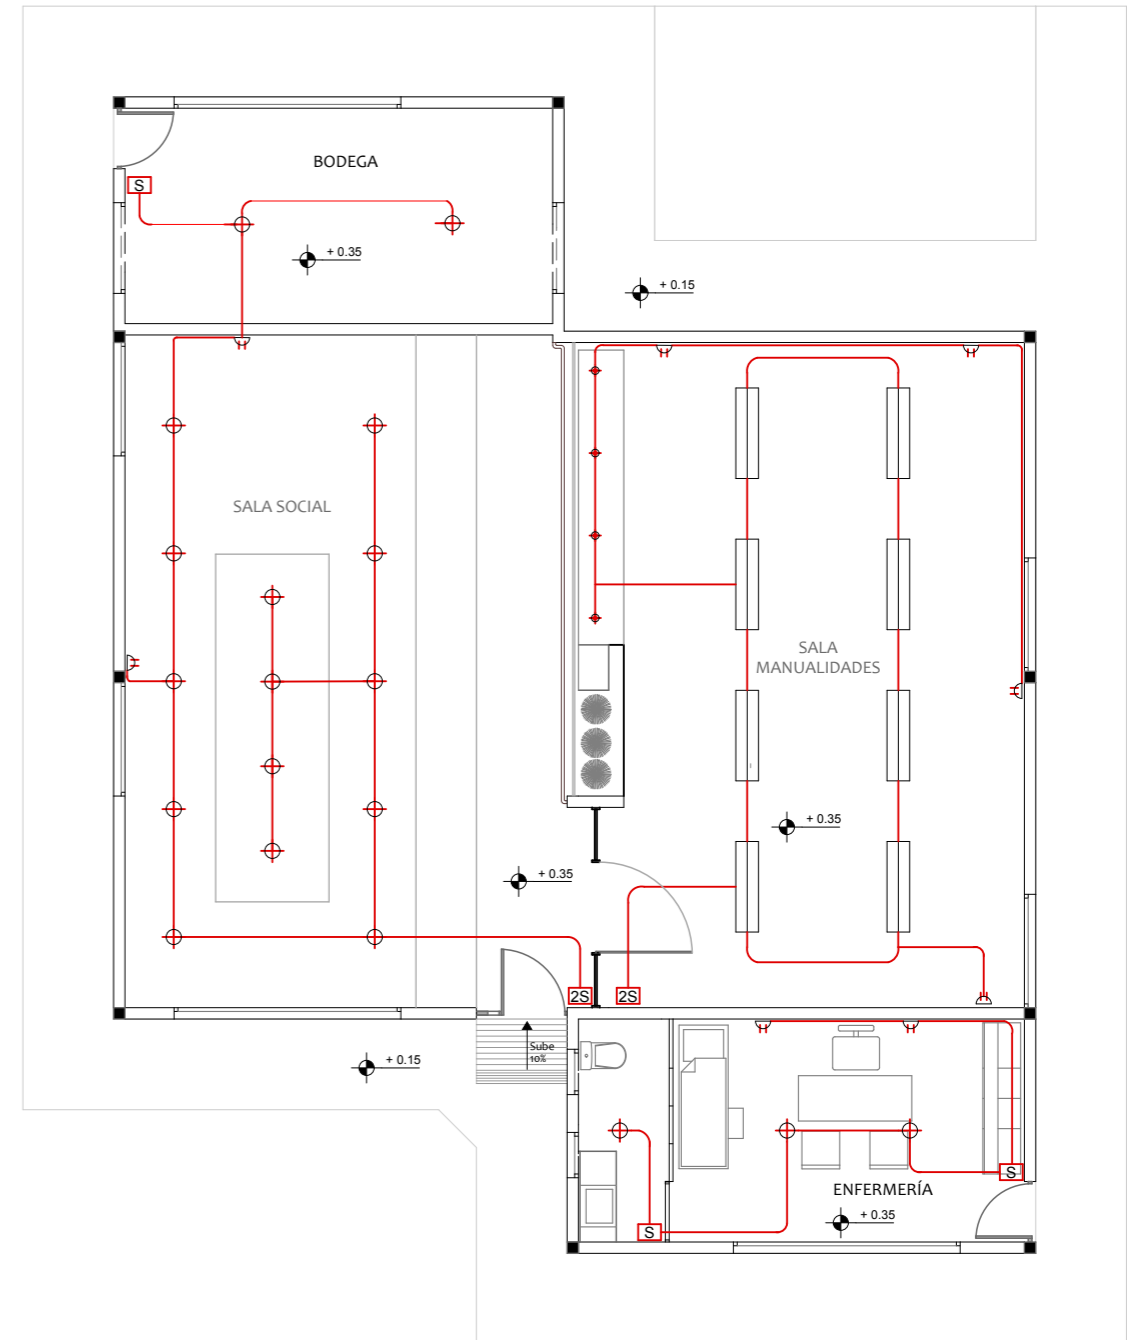 BODEGA
S
+ 0.35
+ 0.15
SALA SOCIAL
SALA
MANUALIDADES
+ 0.35
+ 0.35
2S
2S
Sube
10%
+ 0.15
S
ENFERMERÍA
+ 0.35
S